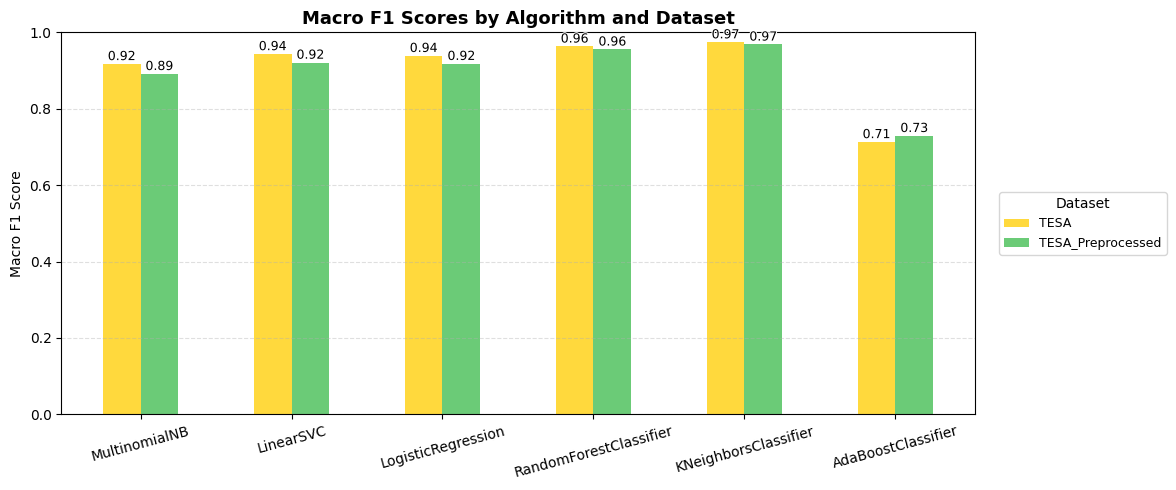 Macro F1 Scores by Algorithm and Dataset
Macro F1 Score
1.0
0.8
0.6
0.4
0.2
0.0
0.92 0.89 0.94 0.92 0.94 0.92 0.96 0.96 0.97 0.97 0.71 0.73
MultinomialNB LinearSVC LogisticRegression RandomForestClassifier KNeighborsClassifier AdaBoostClassifier
Dataset
TESA
TESA_Preprocessed